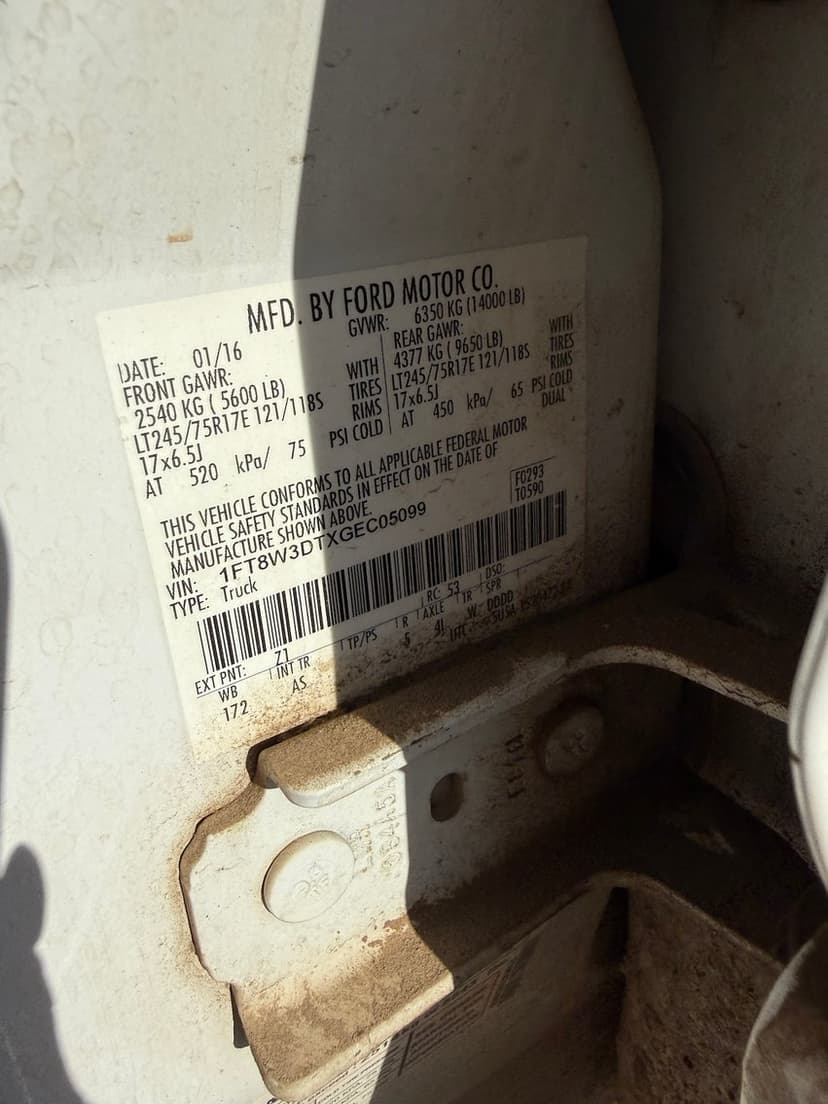 MFD. BY FORD MOTOR CO.
DATE: 01/16
GVWR: 6350 KG (14000 LB)
FRONT GAWR:
2540 KG ( 5600 LB) WITH
LT245/75R17E 121/118S TIRES
17x6.5J RIMS
AT 520 kPa/ 75 PSI COLD
REAR GAWR:
4377 KG ( 9650 LB) WITH
LT245/75R17E 121/118S TIRES
17x6.5J RIMS
AT 450 kPa/ 65 PSI COLD
DUAL
THIS VEHICLE CONFORMS TO ALL APPLICABLE FEDERAL MOTOR
VEHICLE SAFETY STANDARDS IN EFFECT ON THE DATE OF
MANUFACTURE SHOWN ABOVE.
F0293
T0590
VIN: 1FT8W3DTXGEC05099
TYPE: Truck
EXT PNT: Z1 RC: 53 DSO:
WB INT TR TP/PS R AXLE TR SPR
172 AS 5 4L W DDDD
UTC